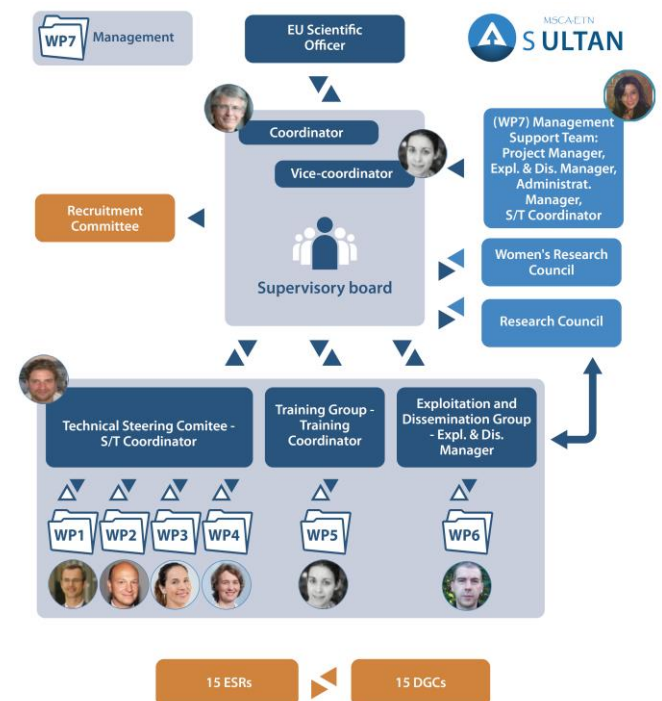 WP7
Management
EU Scientific
Officer
MSCA-ETN
SULTAN
Coordinator
Vice-coordinator
(WP7) Management
Support Team:
Project Manager,
Expl. & Dis. Manager,
Administrat.
Manager,
S/T Coordinator
Recruitment
Committee
Supervisory board
Women's Research
Council
Research Council
Technical Steering Comitee -
S/T Coordinator
Training Group -
Training
Coordinator
Exploitation and
Dissemination Group
- Expl. & Dis.
Manager
WP1
WP2
WP3
WP4
WP5
WP6
15 ESRs
15 DGCs